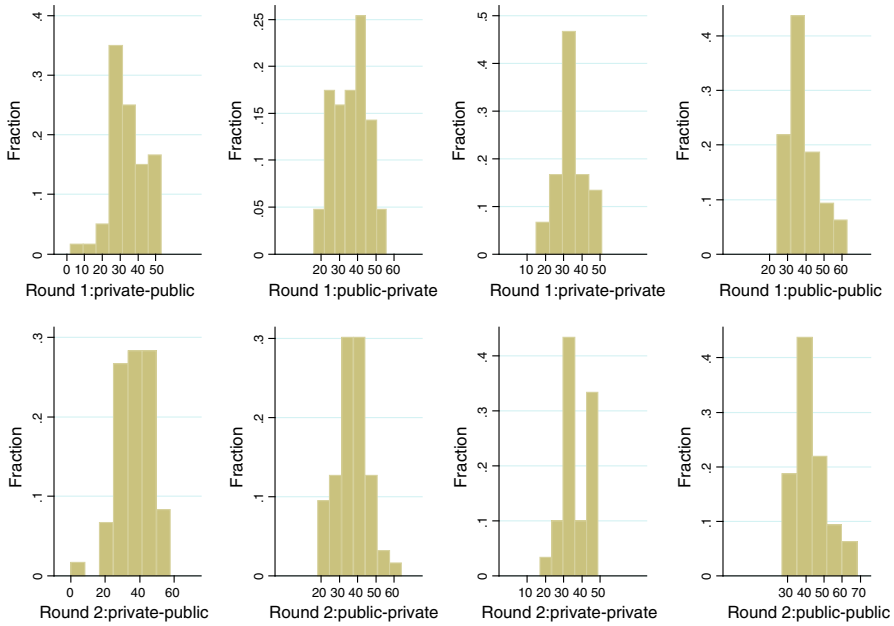 Fraction
0 .1 .2 .3 .4
0 10 20 30 40 50
Round 1:private-public
Fraction
0 .05 .1 .15 .2 .25
20 30 40 50 60
Round 1:public-private
Fraction
0 .1 .2 .3 .4 .5
10 20 30 40 50
Round 1:private-private
Fraction
0 .1 .2 .3 .4
20 30 40 50 60
Round 1:public-public
Fraction
0 .1 .2 .3
0 20 40 60
Round 2:private-public
Fraction
0 .1 .2 .3
20 30 40 50 60
Round 2:public-private
Fraction
0 .1 .2 .3 .4
10 20 30 40 50
Round 2:private-private
Fraction
0 .1 .2 .3 .4
30 40 50 60 70
Round 2:public-public